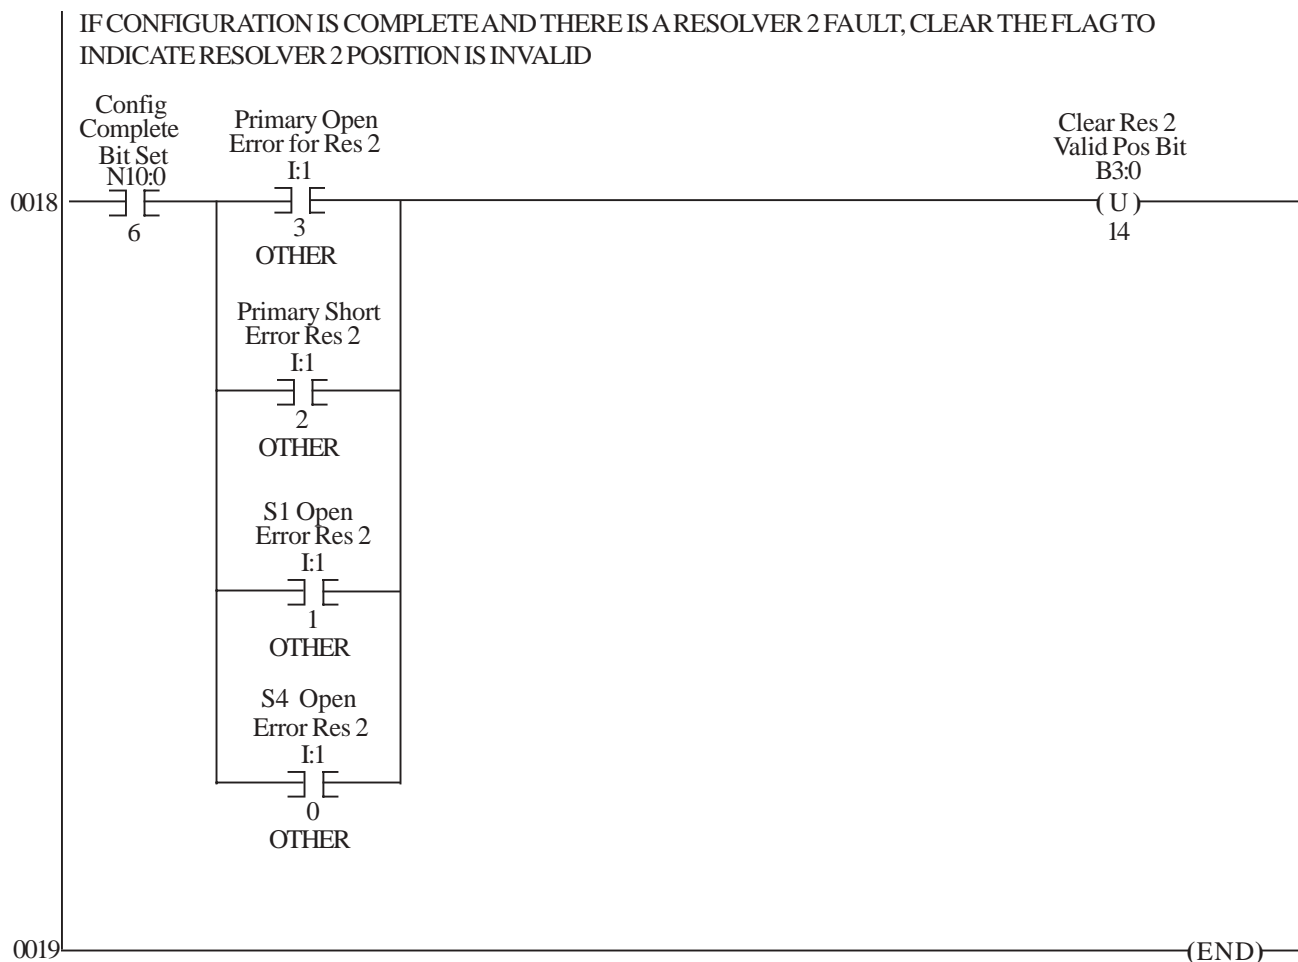 IF CONFIGURATION IS COMPLETE AND THERE IS A RESOLVER 2 FAULT, CLEAR THE FLAG TO
INDICATE RESOLVER 2 POSITION IS INVALID
Config
Complete
Bit Set
N10:0
6
Primary Open
Error for Res 2
I:1
3
OTHER
Clear Res 2
Valid Pos Bit
B3:0
( U )
14
0018
Primary Short
Error Res 2
I:1
2
OTHER
S1 Open
Error Res 2
I:1
1
OTHER
S4 Open
Error Res 2
I:1
0
OTHER
0019
(END)